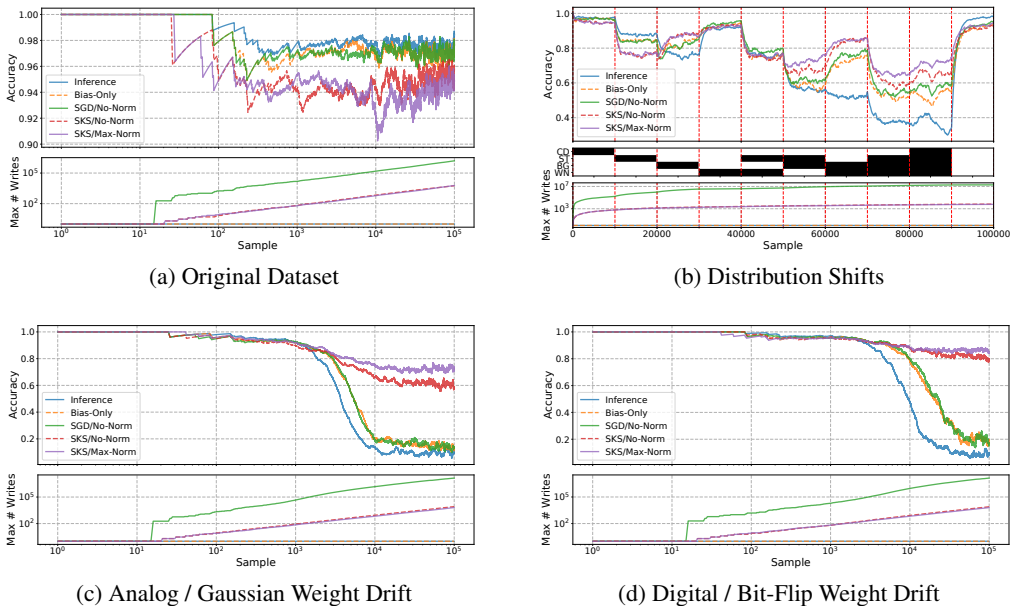 1.00
0.98
0.96
0.94
0.92
0.90
Accuracy
Inference
Bias-Only
SGD/No-Norm
SKS/No-Norm
SKS/Max-Norm
10^5
10^2
Max # Writes
10^0 10^1 10^2 10^3 10^4 10^5
Sample
(a) Original Dataset
1.0
0.8
0.6
0.4
Accuracy
Inference
Bias-Only
SGD/No-Norm
SKS/No-Norm
SKS/Max-Norm
CD
ST
BG
WN
10^7
10^3
Max # Writes
0 20000 40000 60000 80000 100000
Sample
(b) Distribution Shifts
1.0
0.8
0.6
0.4
0.2
Accuracy
Inference
Bias-Only
SGD/No-Norm
SKS/No-Norm
SKS/Max-Norm
10^5
10^2
Max # Writes
10^0 10^1 10^2 10^3 10^4 10^5
Sample
(c) Analog / Gaussian Weight Drift
1.0
0.8
0.6
0.4
0.2
Accuracy
Inference
Bias-Only
SGD/No-Norm
SKS/No-Norm
SKS/Max-Norm
10^5
10^2
Max # Writes
10^0 10^1 10^2 10^3 10^4 10^5
Sample
(d) Digital / Bit-Flip Weight Drift